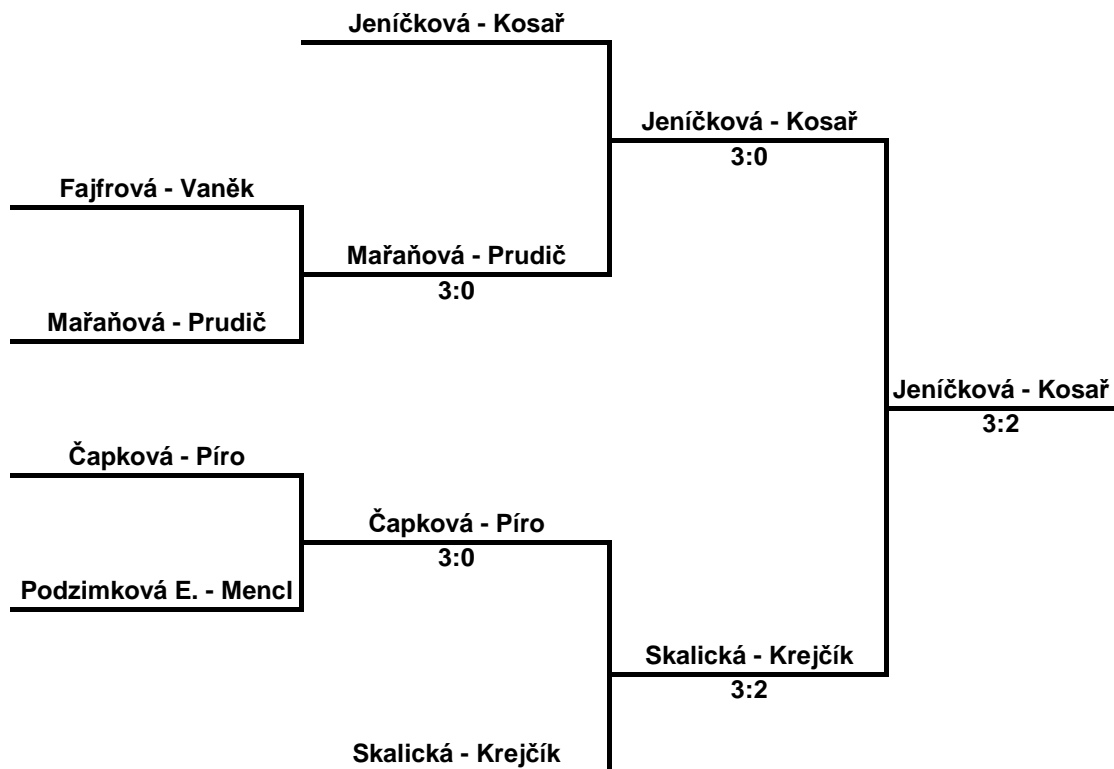 Jeníčková - Kosař
Jeníčková - Kosař
3:0
Fajfrová - Vaněk
Mařaňová - Prudič
3:0
Mařaňová - Prudič
Jeníčková - Kosař
3:2
Čapková - Píro
Čapková - Píro
3:0
Podzimková E. - Mencl
Skalická - Krejčík
3:2
Skalická - Krejčík